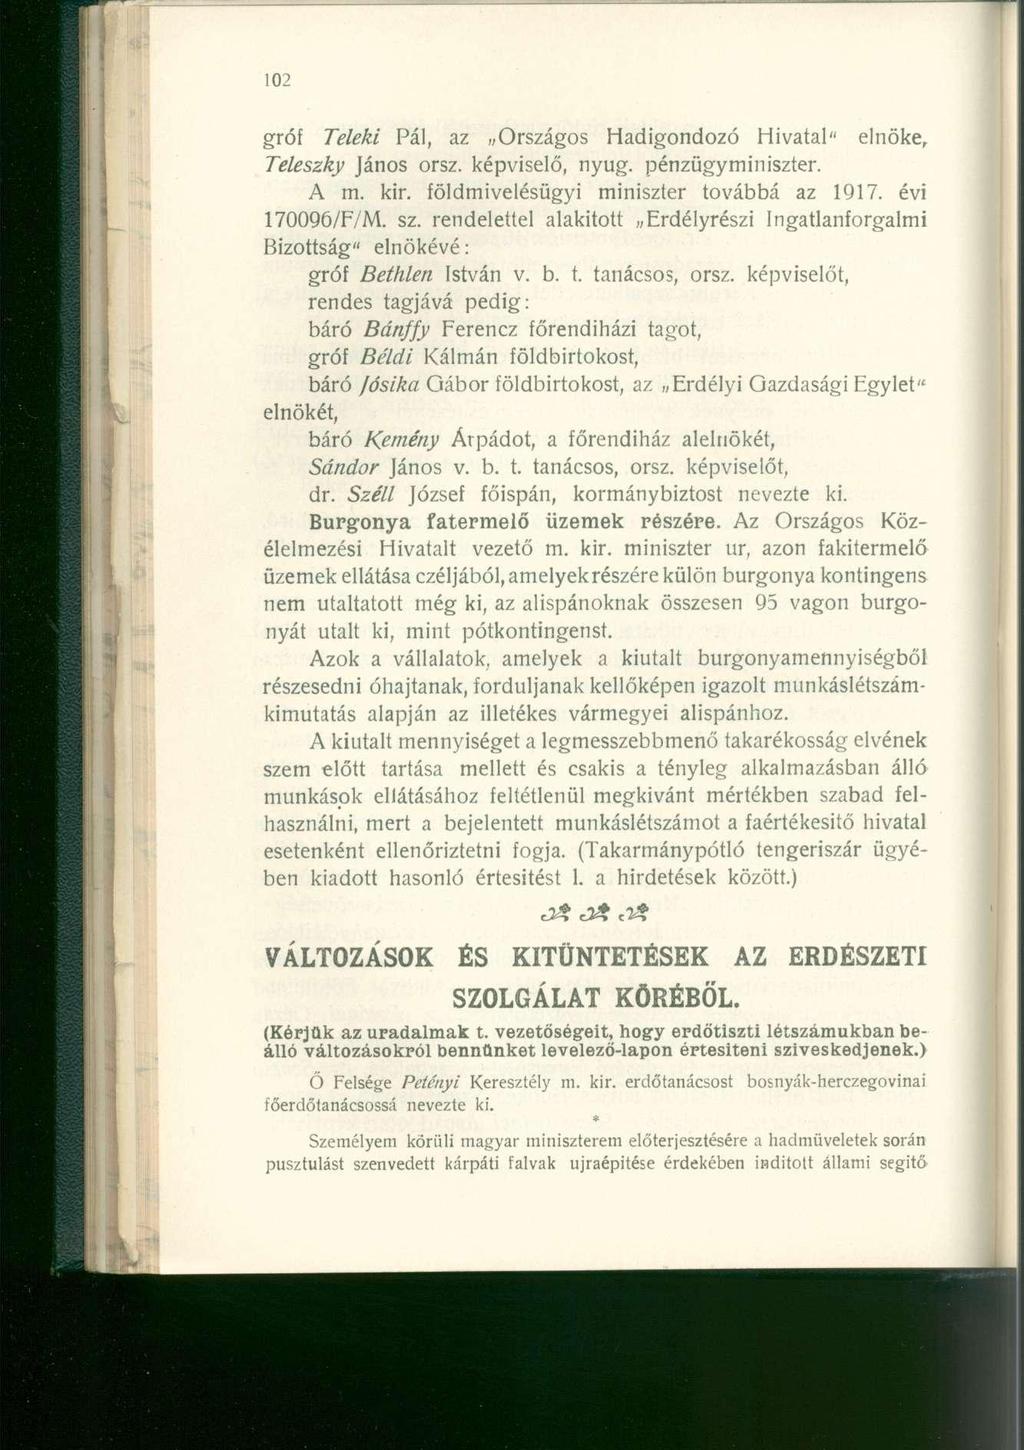 102
gróf Teleki Pál, az „Országos Hadigondozó Hivatal" elnöke,
Teleszky János orsz. képviselő, nyug. pénzügyminiszter.
A m. kir. földmivelésügyi miniszter továbbá az 1917. évi
170096/F/M. sz. rendelettel alakitott „Erdélyrészi Ingatlanforgalmi
Bizottság" elnökévé:
gróf Bethlen István v. b. t. tanácsos, orsz. képviselőt,
rendes tagjává pedig:
báró Bánffy Ferencz főrendiházi tagot,
gróf Béldi Kálmán földbirtokost,
báró Jósika Gábor földbirtokost, az „Erdélyi Gazdasági Egylet"
elnökét,
báró Kemény Árpádot, a főrendiház alelnökét,
Sándor János v. b. t. tanácsos, orsz. képviselőt,
dr. Széll József főispán, kormánybiztost nevezte ki.
Burgonya fatermelő üzemek részére. Az Országos Köz-
élelmezési Hivatalt vezető m. kir. miniszter ur, azon fakitermelő
üzemek ellátása czéljából, amelyek részére külön burgonya kontingens
nem utaltatott még ki, az alispánoknak összesen 95 vagon burgo-
nyát utalt ki, mint pótkontingenst.
Azok a vállalatok, amelyek a kiutalt burgonyamennyiségből
részesedni óhajtanak, forduljanak kellőképen igazolt munkáslétszám-
kimutatás alapján az illetékes vármegyei alispánhoz.
A kiutalt mennyiséget a legmesszebbmenő takarékosság elvének
szem előtt tartása mellett és csakis a tényleg alkalmazásban álló
munkások ellátásához feltétlenül megkivánt mértékben szabad fel-
használni, mert a bejelentett munkáslétszámot a faértékesitő hivatal
esetenként ellenőriztetni fogja. (Takarmánypótló tengeriszár ügyé-
ben kiadott hasonló értesitést l. a hirdetések között.)
VÁLTOZÁSOK ÉS KITÜNTETÉSEK AZ ERDÉSZETI
SZOLGÁLAT KÖRÉBŐL.
(Kérjük az uradalmak t. vezetőségeit, hogy erdőtiszti létszámukban be-
álló változásokról bennünket levelező-lapon értesiteni sziveskedjenek.)
Ő Felsége Petényi Keresztély m. kir. erdőtanácsost bosnyák-herczegovinai
főerdőtanácsossá nevezte ki.
*
Személyem körüli magyar miniszterem előterjesztésére a hadmüveletek során
pusztulást szenvedett kárpáti falvak ujraépitése érdekében inditott állami segitő